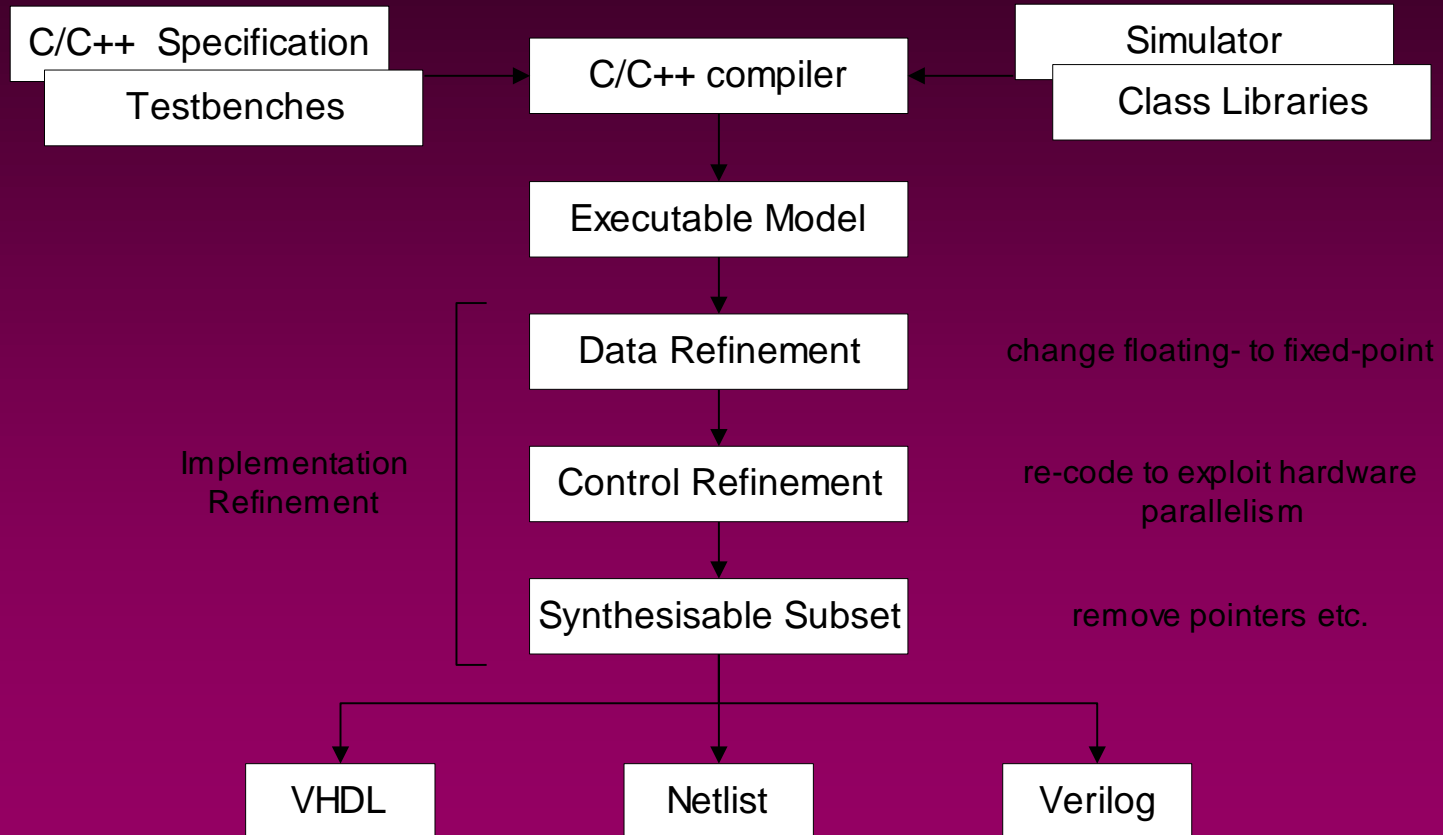 C/C++ Specification
Testbenches
C/C++ compiler
Simulator
Class Libraries
Executable Model
Data Refinement
change floating- to fixed-point
Implementation
Refinement
Control Refinement
re-code to exploit hardware
parallelism
Synthesisable Subset
remove pointers etc.
VHDL
Netlist
Verilog